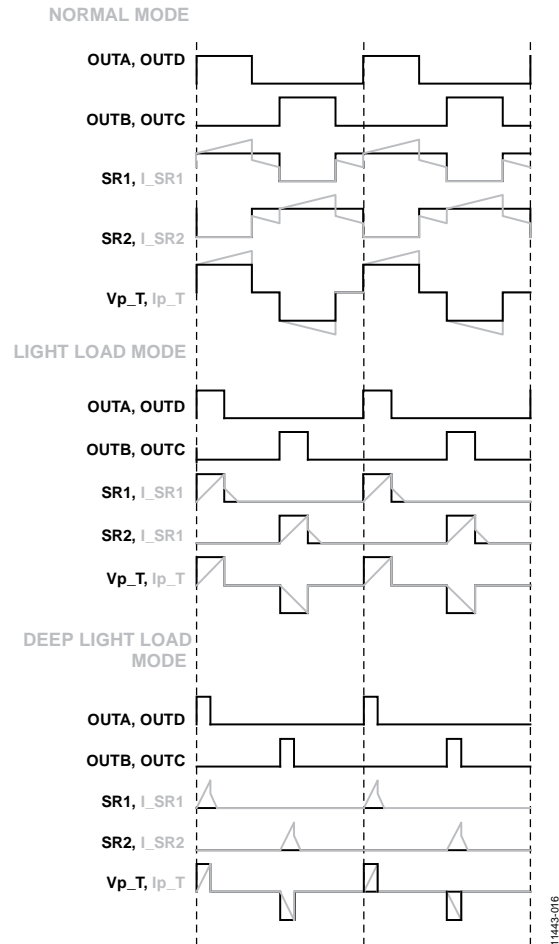 NORMAL MODE
OUTA, OUTD
OUTB, OUTC
SR1, I_SR1
SR2, I_SR2
Vp_T, Ip_T
LIGHT LOAD MODE
OUTA, OUTD
OUTB, OUTC
SR1, I_SR1
SR2, I_SR1
Vp_T, Ip_T
DEEP LIGHT LOAD
MODE
OUTA, OUTD
OUTB, OUTC
SR1, I_SR1
SR2, I_SR2
Vp_T, Ip_T
11443-016